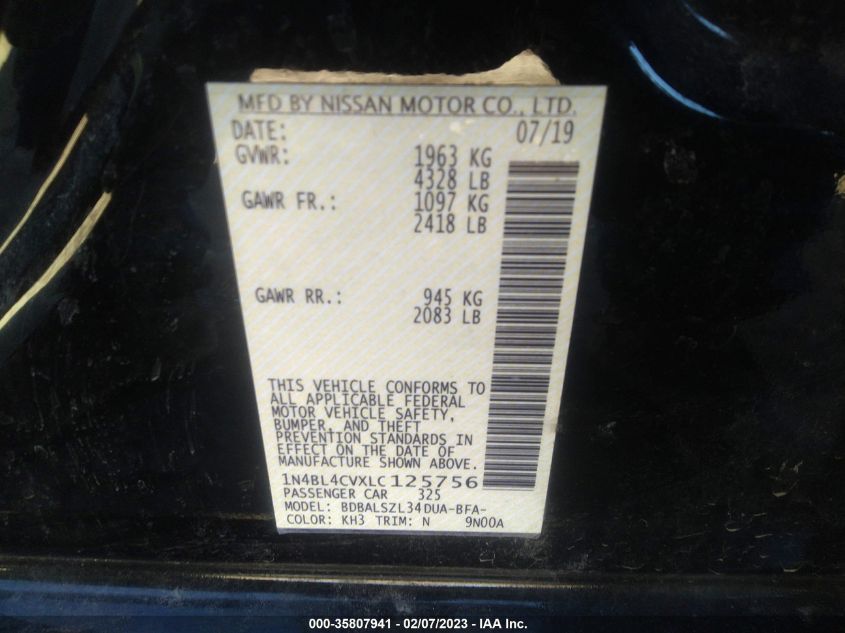 MFD BY NISSAN MOTOR CO., LTD.
DATE: 07/19
GVWR: 1963 KG
4328 LB
GAWR FR.: 1097 KG
2418 LB
GAWR RR.: 945 KG
2083 LB
THIS VEHICLE CONFORMS TO
ALL APPLICABLE FEDERAL
MOTOR VEHICLE SAFETY,
BUMPER, AND THEFT
PREVENTION STANDARDS IN
EFFECT ON THE DATE OF
MANUFACTURE SHOWN ABOVE.
1N4BL4CVXLC125756
PASSENGER CAR 325
MODEL: BDBALSZL34DUA-BFA-
COLOR: KH3 TRIM: N 9N00A
000-35807941 - 02/07/2023 - IAA Inc.